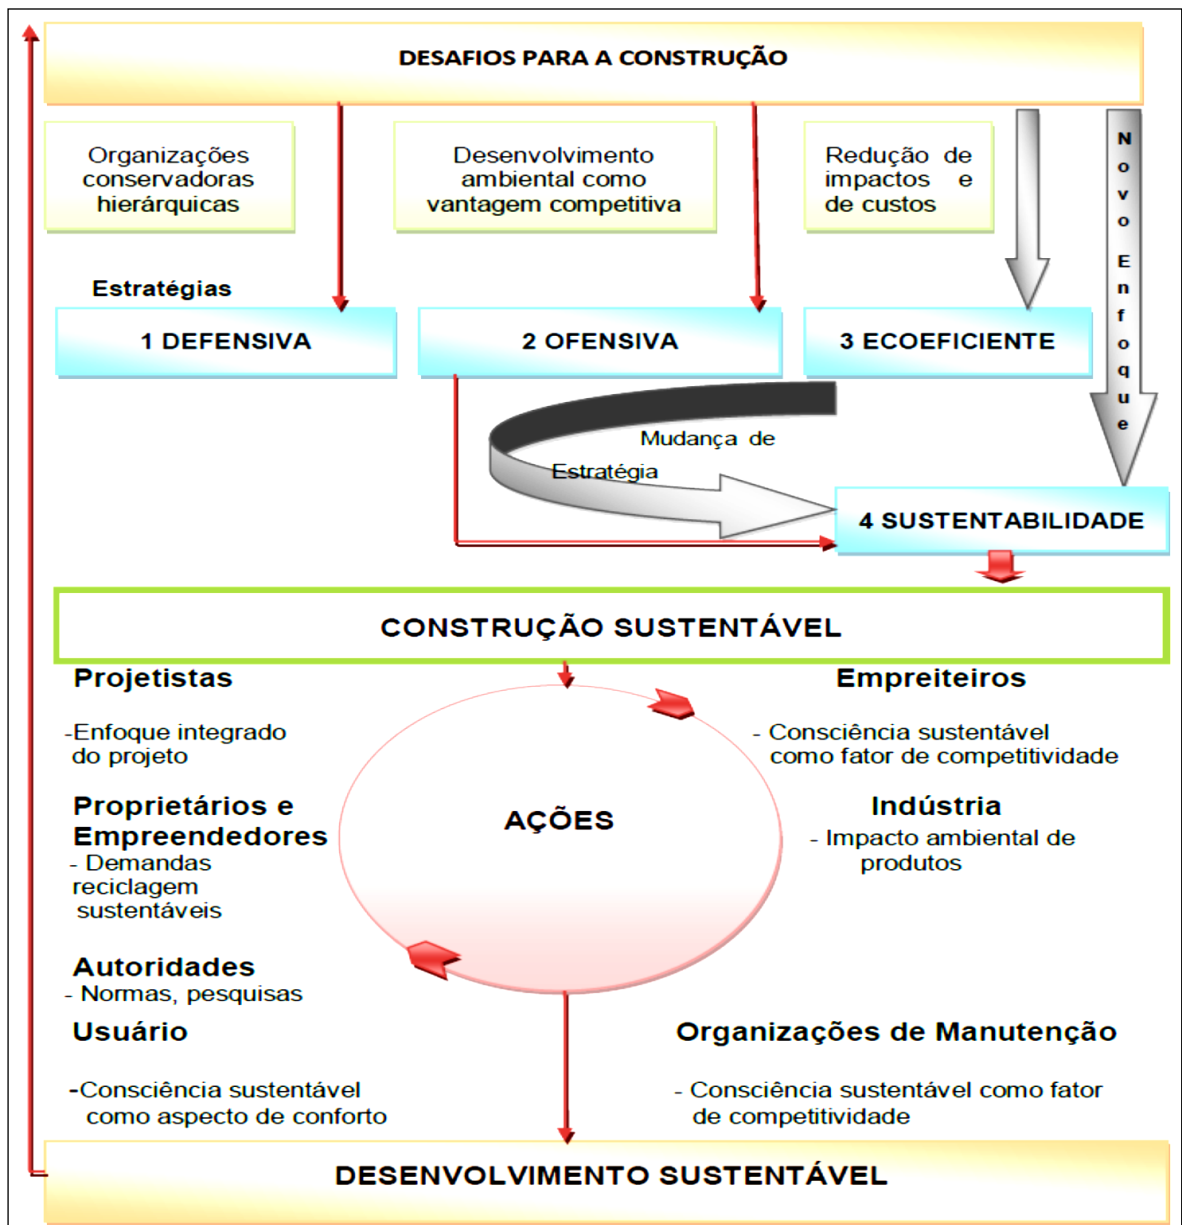 DESAFIOS PARA A CONSTRUÇÃO
Organizações
conservadoras
hierárquicas
Desenvolvimento
ambiental como
vantagem competitiva
Redução de
impactos e
de custos
Novo Enfoque
Estratégias
1 DEFENSIVA
2 OFENSIVA
3 ECOEFICIENTE
Mudança de
Estratégia
4 SUSTENTABILIDADE
CONSTRUÇÃO SUSTENTÁVEL
Projetistas
-Enfoque integrado
do projeto
Empreiteiros
- Consciência sustentável
como fator de competitividade
Proprietários e
Empreendedores
- Demandas
reciclagem
sustentáveis
AÇÕES
Indústria
- Impacto ambiental de
produtos
Autoridades
- Normas, pesquisas
Usuário
-Consciência sustentável
como aspecto de conforto
Organizações de Manutenção
- Consciência sustentável como fator
de competitividade
DESENVOLVIMENTO SUSTENTÁVEL